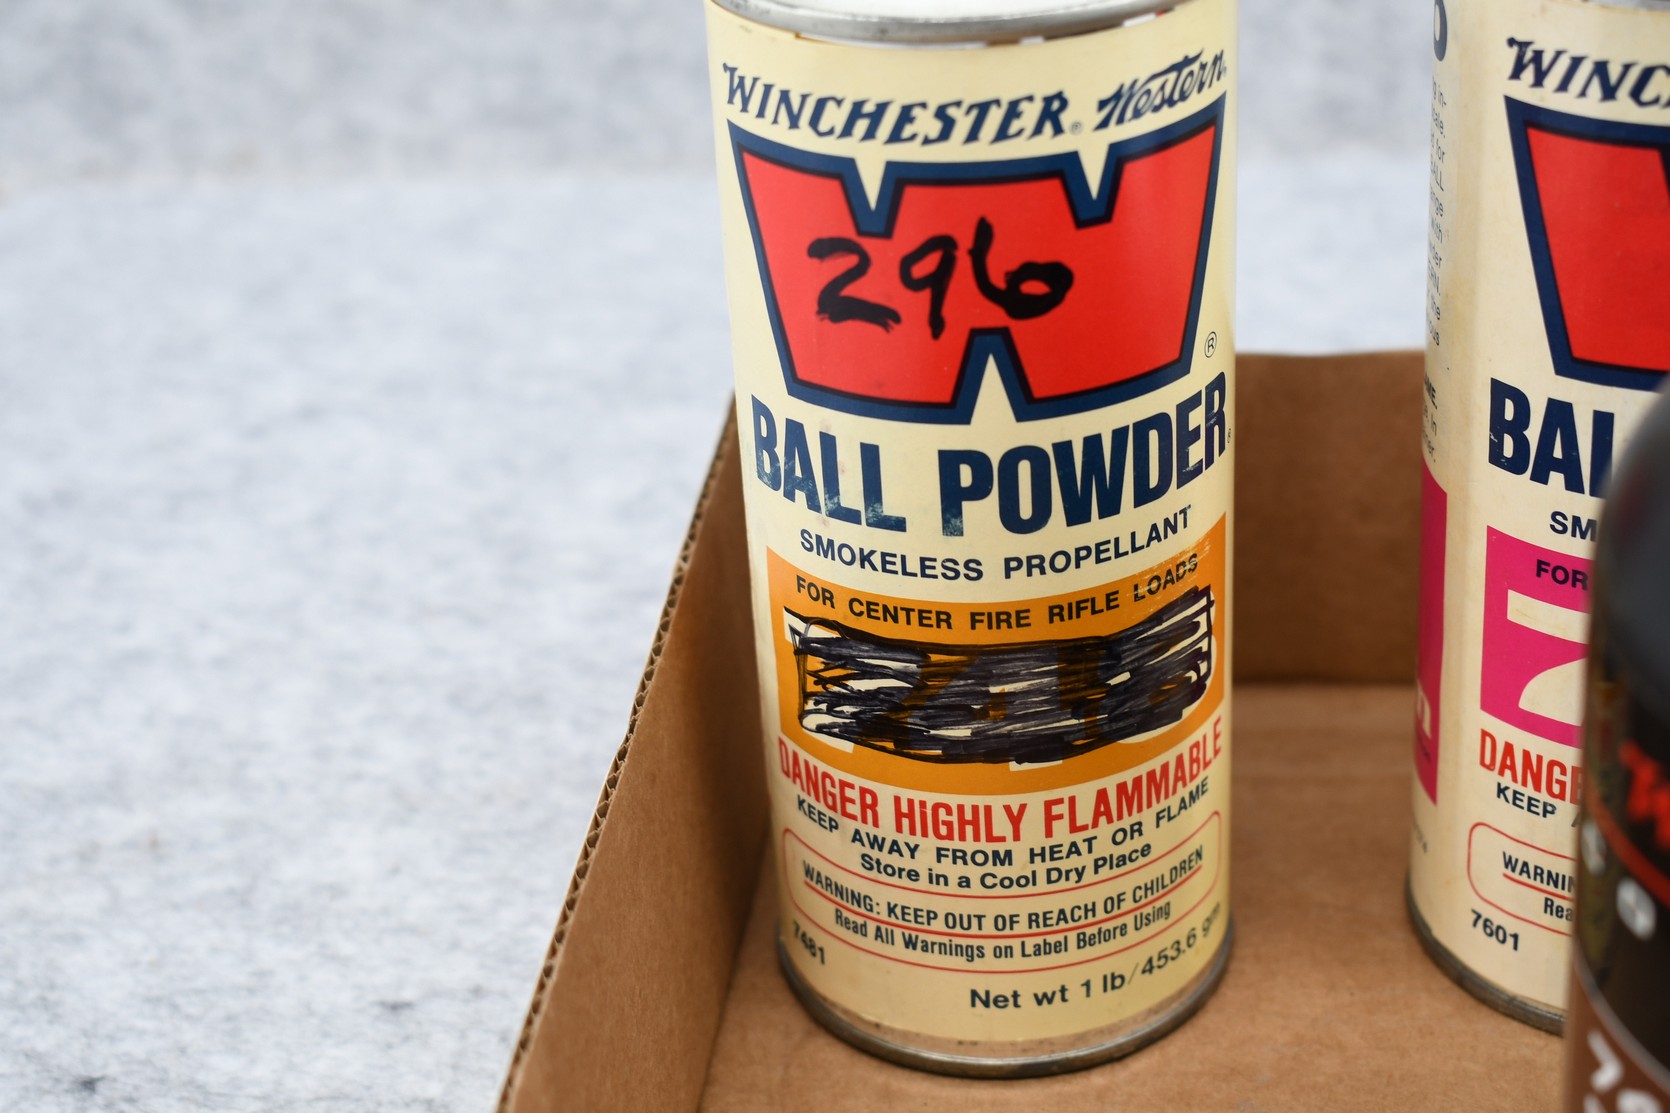 WINCHESTER® Western®
296
®
BALL POWDER®
SMOKELESS PROPELLANT
FOR CENTER FIRE RIFLE LOADS
DANGER HiGHLY FLAMMABLE
KEEP AWAY FROM HEAT OR FLAME
Store in a Cool Dry Place
WARNING: KEEP OUT OF REACH OF CHILDREN
Read All Warnings on Label Before Using
7481
Net wt 1 lb/453.6 gm
WINC
BAL
SM
FOR
DANGE
KEEP
WARNIN
Rea
7601